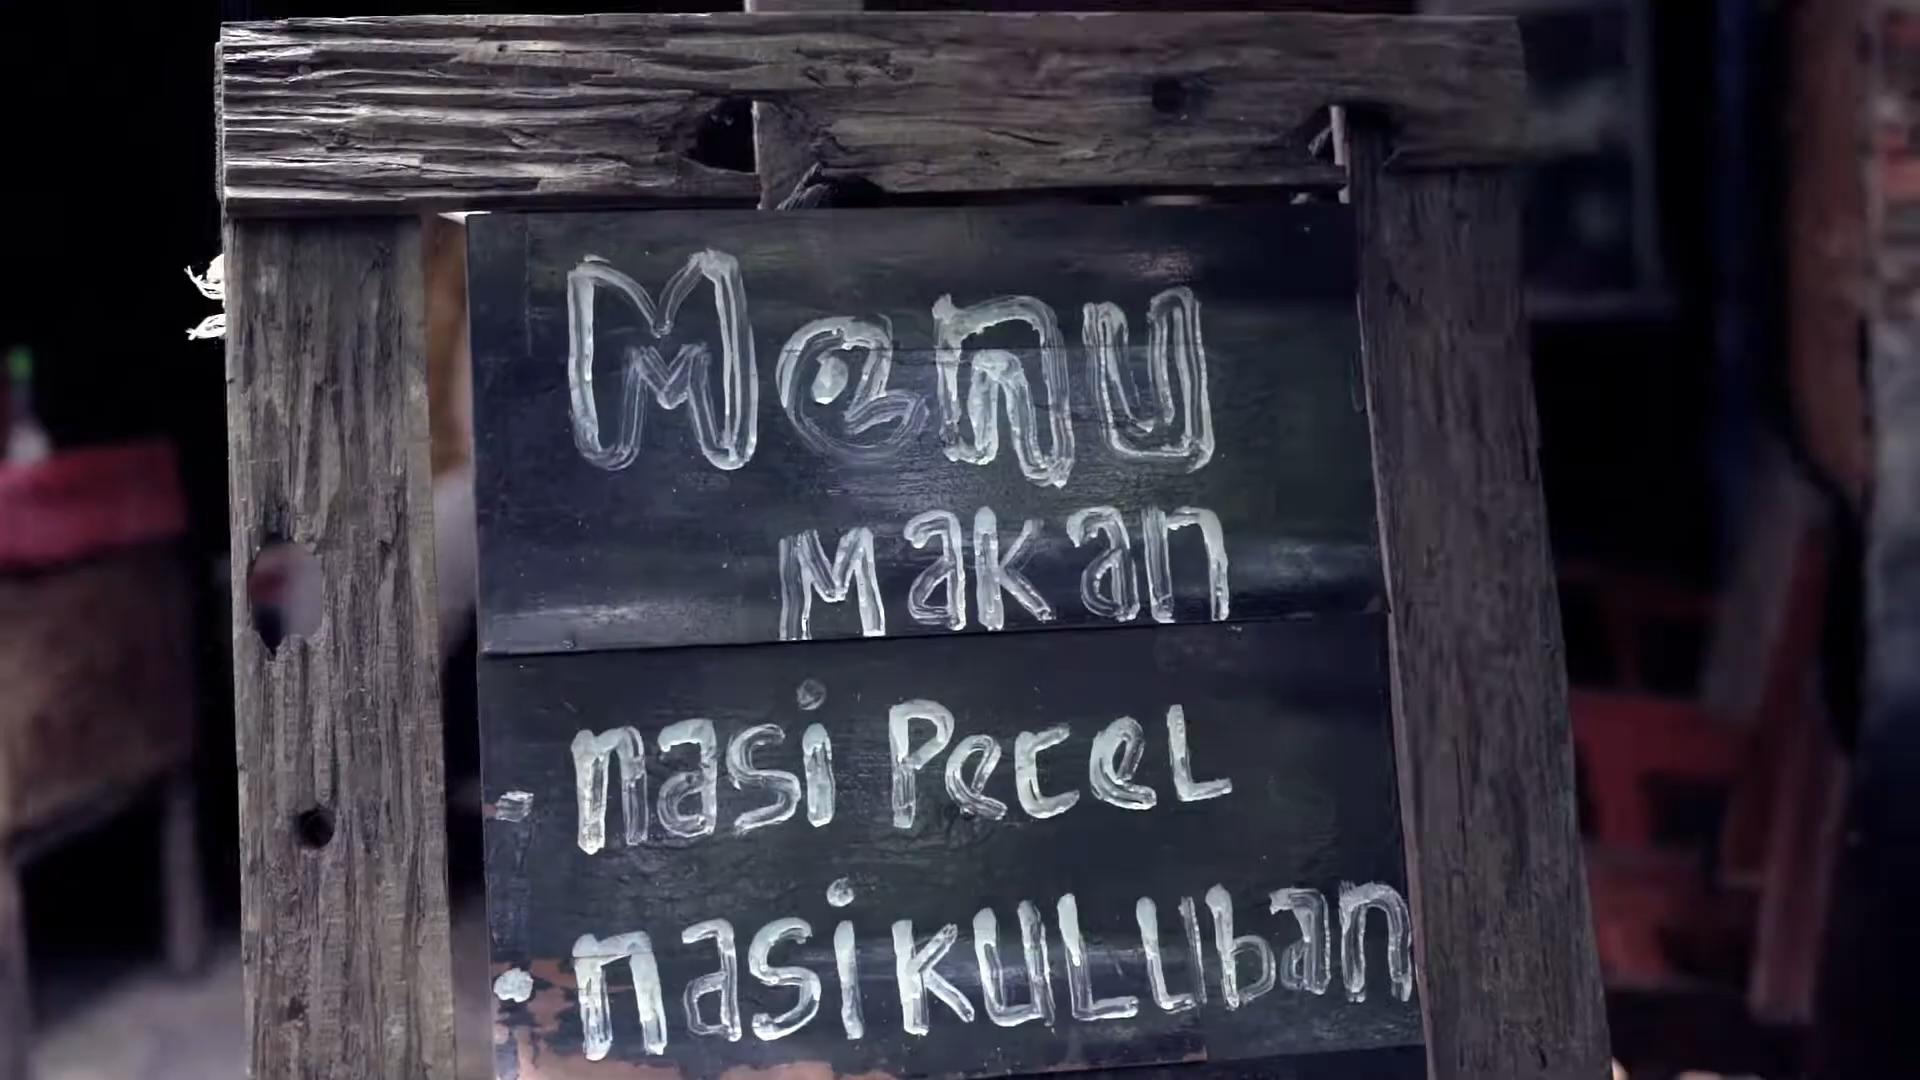 Menu
makan
. nasi Pecel
. nasi kuluban